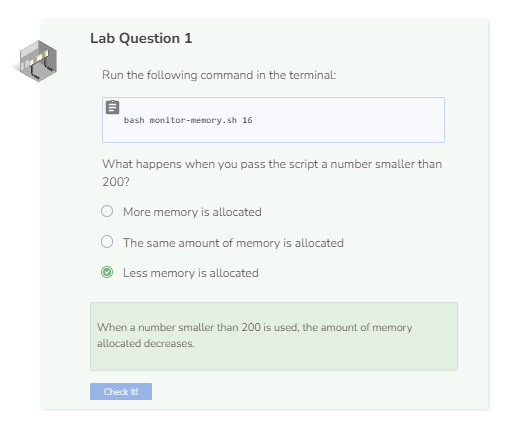 Lab Question 1
Run the following command in the terminal:
bash monitor-memory.sh 16
What happens when you pass the script a number smaller than
200?
More memory is allocated
The same amount of memory is allocated
Less memory is allocated
When a number smaller than 200 is used, the amount of memory
allocated decreases.
Check It!